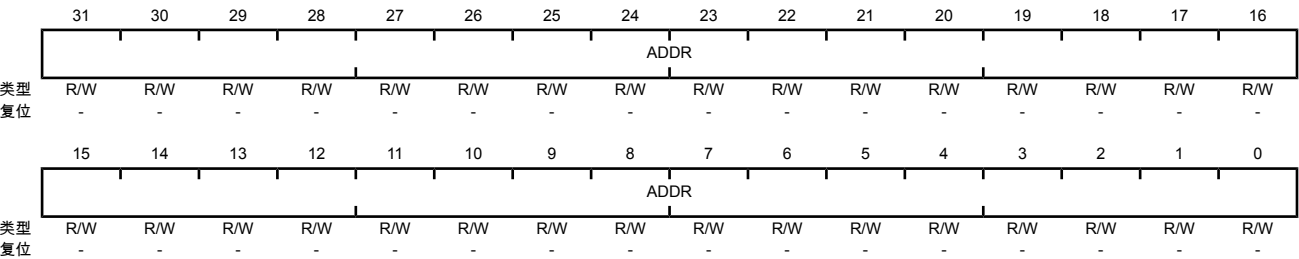 31 30 29 28 27 26 25 24 23 22 21 20 19 18 17 16
ADDR
类型 R/W R/W R/W R/W R/W R/W R/W R/W R/W R/W R/W R/W R/W R/W R/W R/W
复位 - - - - - - - - - - - - - - - -
15 14 13 12 11 10 9 8 7 6 5 4 3 2 1 0
ADDR
类型 R/W R/W R/W R/W R/W R/W R/W R/W R/W R/W R/W R/W R/W R/W R/W R/W
复位 - - - - - - - - - - - - - - - -